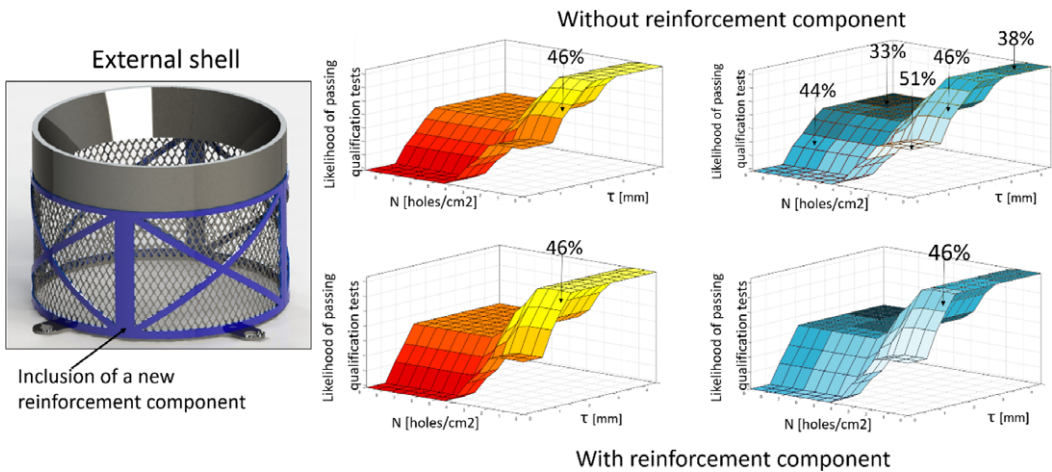 External shell
Inclusion of a new
reinforcement component
Without reinforcement component
Likelihood of passing
qualification tests
46%
N [holes/cm2]
τ [mm]
Likelihood of passing
qualification tests
44%
33%
51%
46%
38%
N [holes/cm2]
τ [mm]
Likelihood of passing
qualification tests
46%
N [holes/cm2]
τ [mm]
Likelihood of passing
qualification tests
46%
N [holes/cm2]
τ [mm]
With reinforcement component